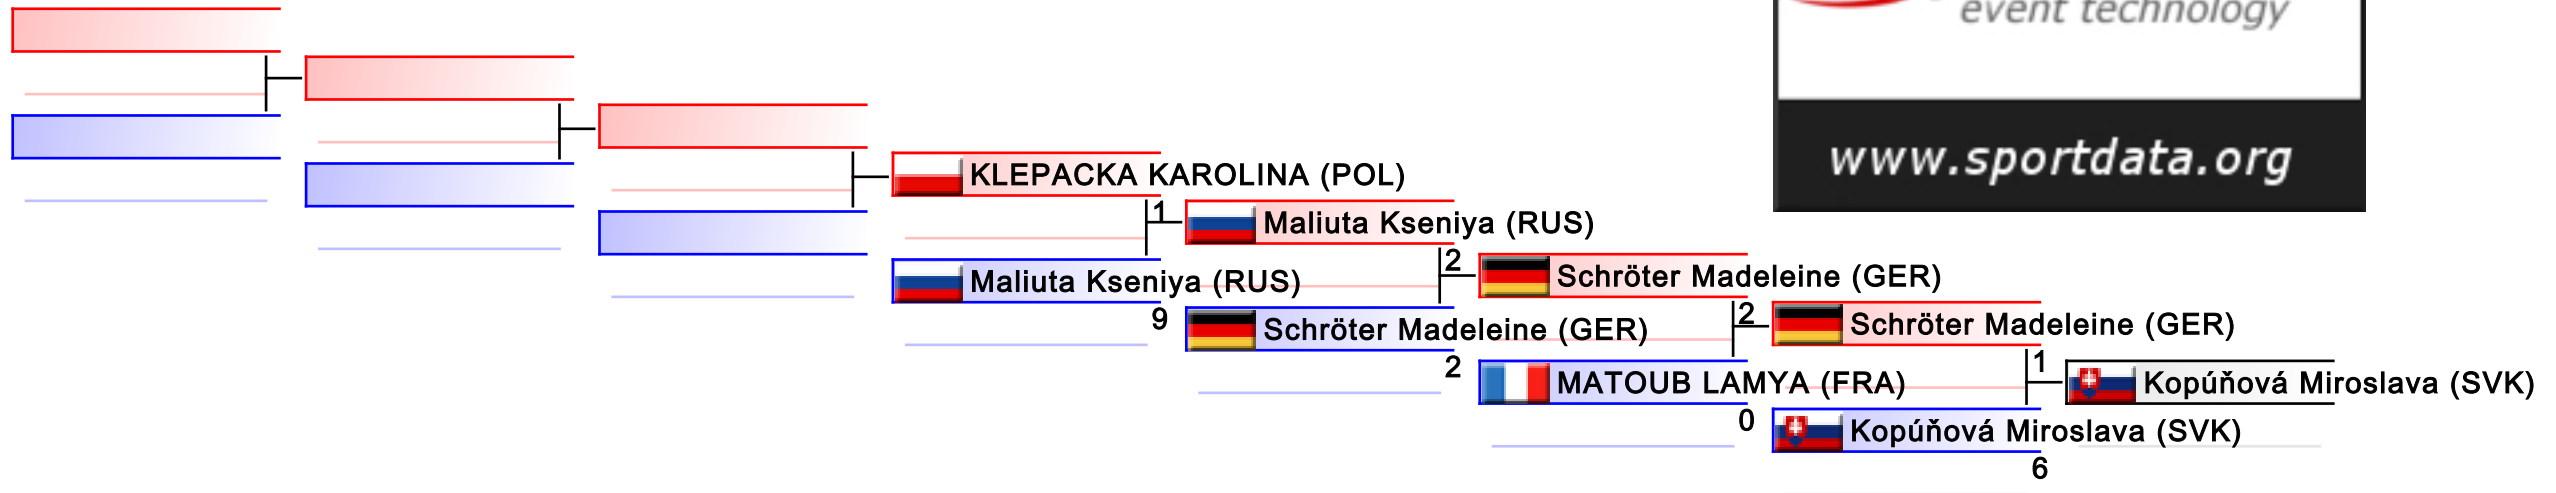 event technology
www.sportdata.org
KLEPACKA KAROLINA (POL)
1
Maliuta Kseniya (RUS)
9
Maliuta Kseniya (RUS)
2
Schröter Madeleine (GER)
2
Schröter Madeleine (GER)
2
MATOUB LAMYA (FRA)
0
Schröter Madeleine (GER)
1
Kopúňová Miroslava (SVK)
6
Kopúňová Miroslava (SVK)